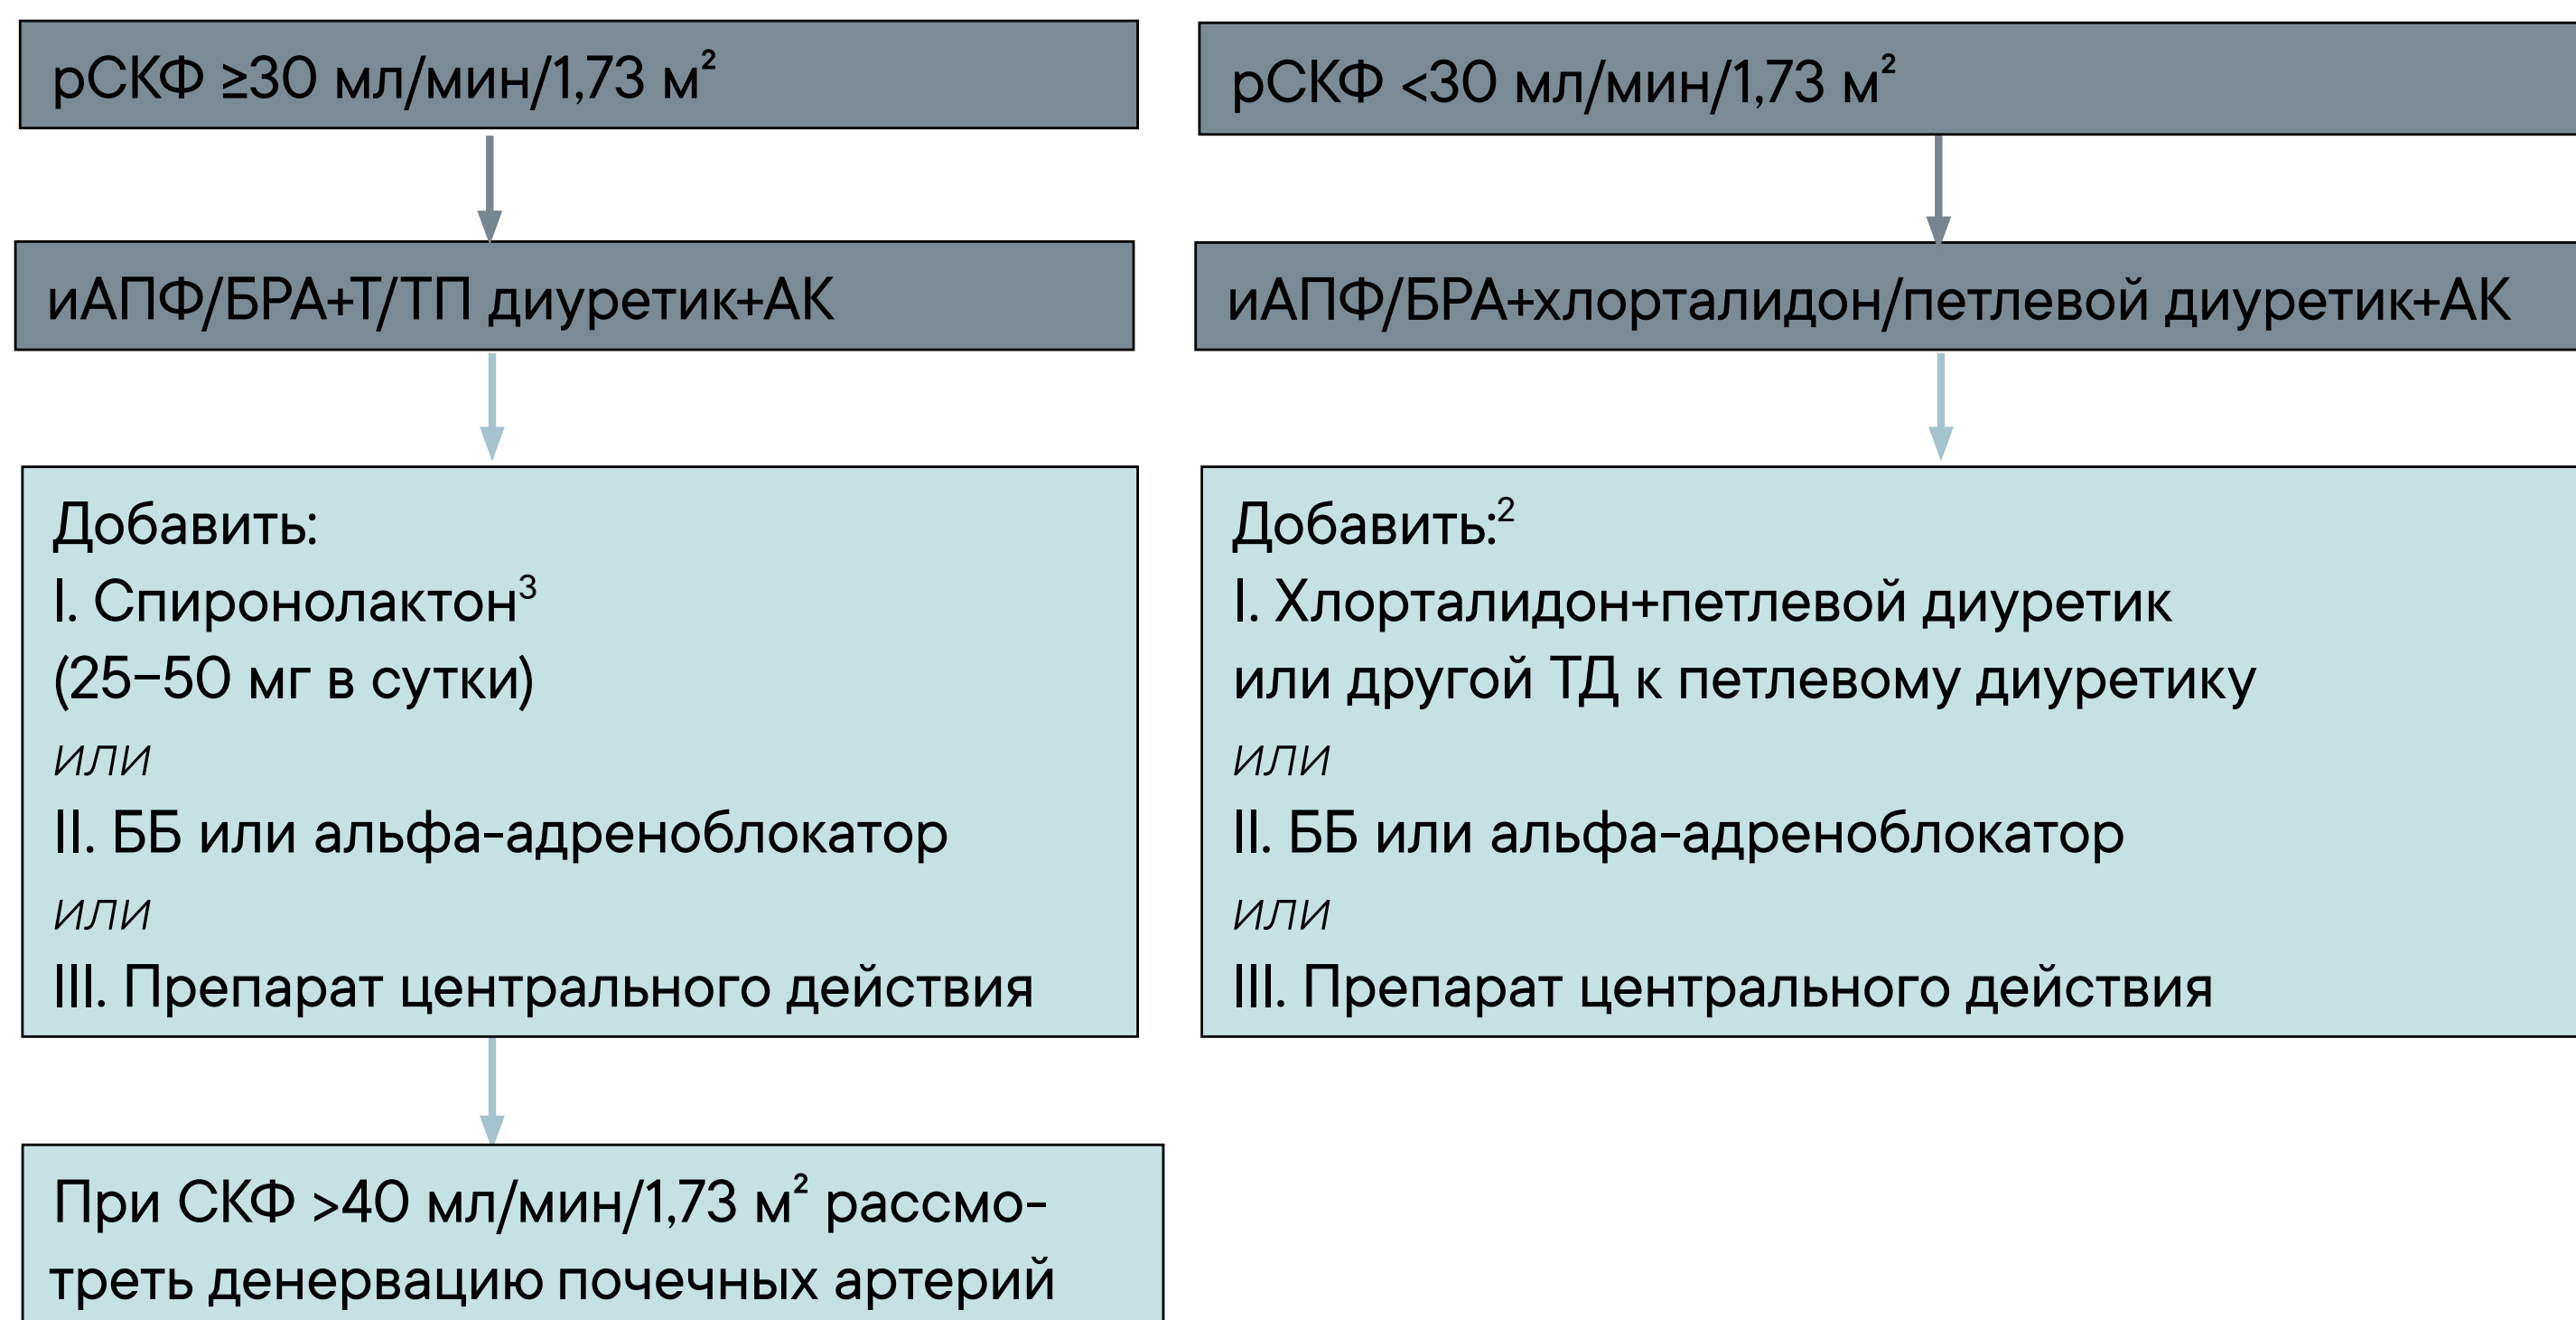 рСКФ ≥30 мл/мин/1,73 м²
иАПФ/БРА+Т/ТП диуретик+АК
Добавить:
I. Спиронолактон³
(25–50 мг в сутки)
или
II. ББ или альфа-адреноблокатор
или
III. Препарат центрального действия
При СКФ >40 мл/мин/1,73 м² рассмо-
треть денервацию почечных артерий
рСКФ <30 мл/мин/1,73 м²
иАПФ/БРА+хлорталидон/петлевой диуретик+АК
Добавить:²
I. Хлорталидон+петлевой диуретик
или другой ТД к петлевому диуретику
или
II. ББ или альфа-адреноблокатор
или
III. Препарат центрального действия